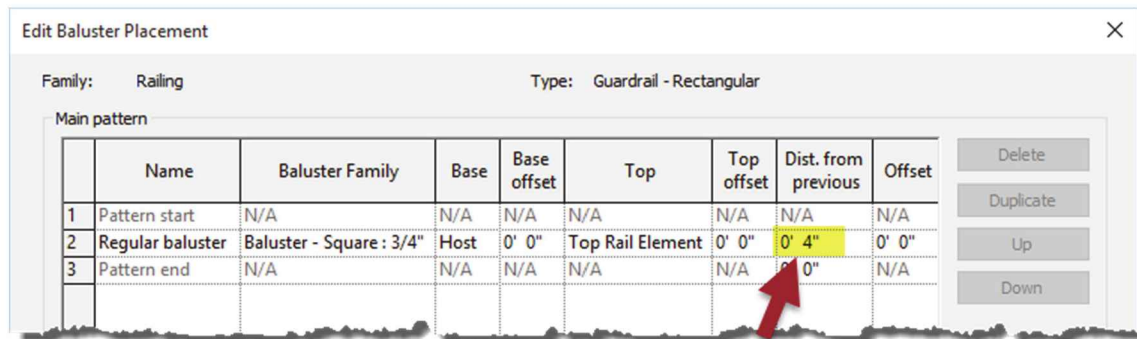 Edit Baluster Placement
Family: Railing Type: Guardrail - Rectangular
Main pattern
Name Baluster Family Base Base offset Top Top offset Dist. from previous Offset
1 Pattern start N/A N/A N/A N/A N/A N/A N/A
2 Regular baluster Baluster - Square : 3/4" Host 0' 0" Top Rail Element 0' 0" 0' 4" 0' 0"
3 Pattern end N/A N/A N/A N/A N/A 0" N/A
Delete
Duplicate
Up
Down